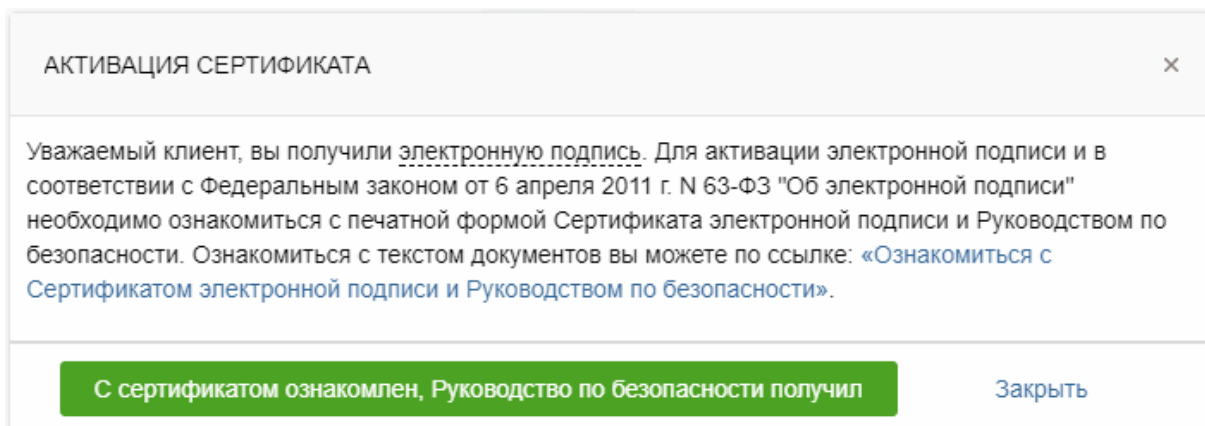 АКТИВАЦИЯ СЕРТИФИКАТА ×
Уважаемый клиент, вы получили электронную подпись. Для активации электронной подписи и в
соответствии с Федеральным законом от 6 апреля 2011 г. N 63-ФЗ "Об электронной подписи"
необходимо ознакомиться с печатной формой Сертификата электронной подписи и Руководством по
безопасности. Ознакомиться с текстом документов вы можете по ссылке: «Ознакомиться с
Сертификатом электронной подписи и Руководством по безопасности».
С сертификатом ознакомлен, Руководство по безопасности получил Закрыть